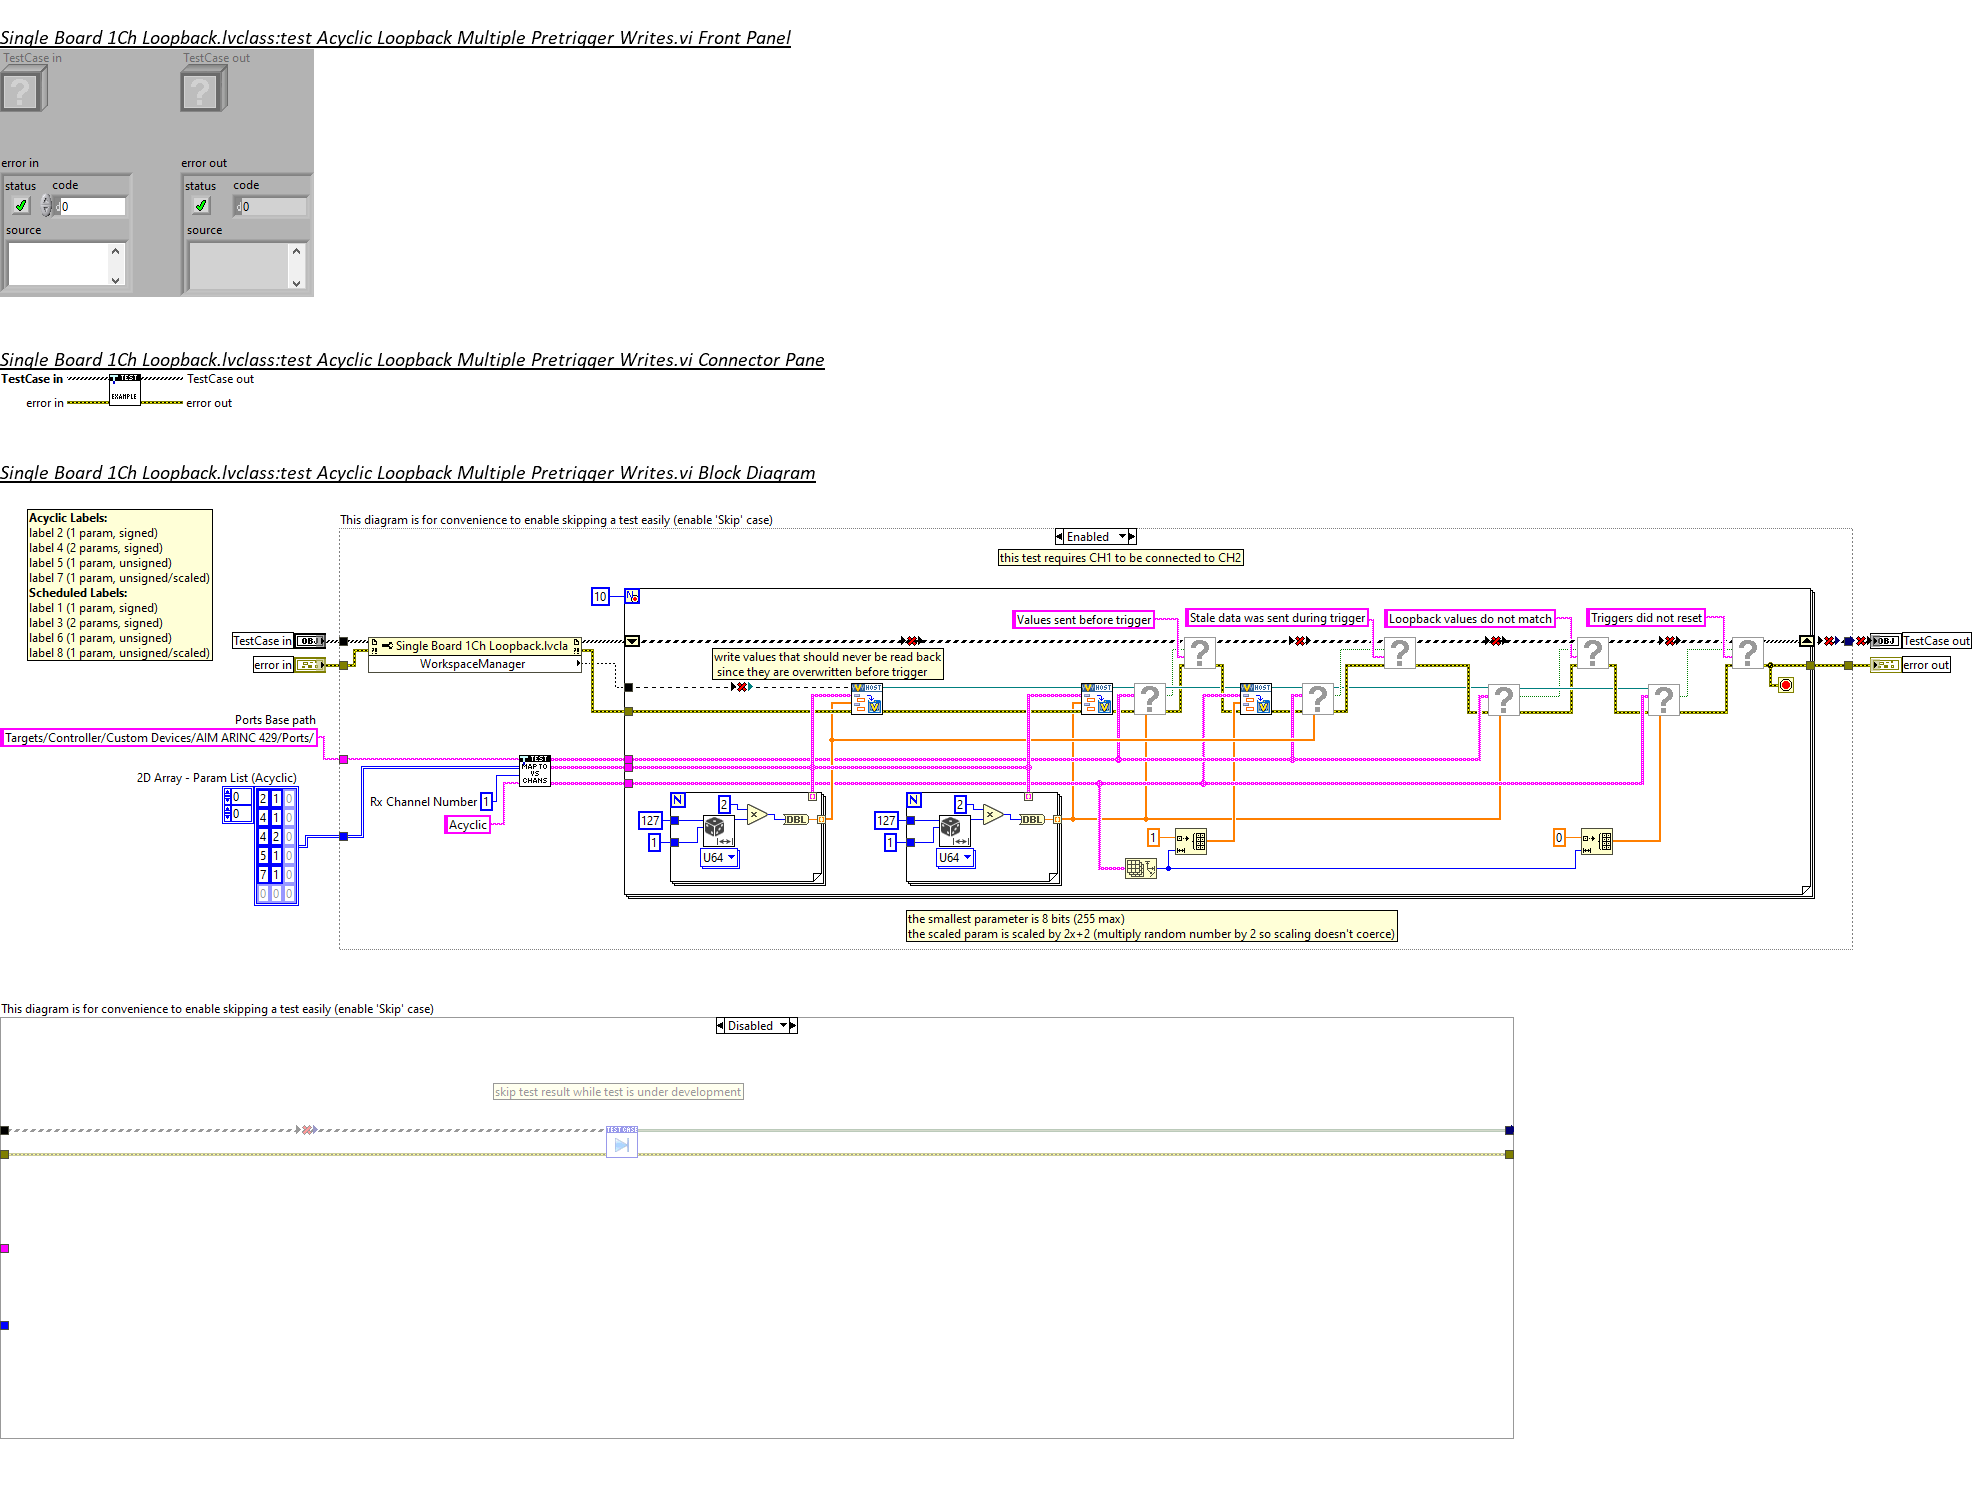 Single Board 1Ch Loopback.lvclass:test Acyclic Loopback Multiple Pretrigger Writes.vi Front Panel
TestCase in
TestCase out
error in
error out
status code
status code
0
0
source
source
Single Board 1Ch Loopback.lvclass:test Acyclic Loopback Multiple Pretrigger Writes.vi Connector Pane
TestCase in
TEST
TestCase out
EXAMPLE
error in
error out
Single Board 1Ch Loopback.lvclass:test Acyclic Loopback Multiple Pretrigger Writes.vi Block Diagram
Acyclic Labels:
label 2 (1 param, signed)
label 4 (2 params, signed)
label 5 (1 param, unsigned)
label 7 (1 param, unsigned/scaled)
Scheduled Labels:
label 1 (1 param, signed)
label 3 (2 params, signed)
label 6 (1 param, unsigned)
label 8 (1 param, unsigned/scaled)
This diagram is for convenience to enable skipping a test easily (enable 'Skip' case)
Enabled
this test requires CH1 to be connected to CH2
10
N
Values sent before trigger
Stale data was sent during trigger
Loopback values do not match
Triggers did not reset
TestCase in
OBJ
Single Board 1Ch Loopback.lvcla
WorkspaceManager
OBJ
TestCase out
error in
error out
write values that should never be read back
since they are overwritten before trigger
HOST
HOST
HOST
Ports Base path
Targets/Controller/Custom Devices/AIM ARINC 429/Ports/
TEST
MAP TO
VS
CHANS
2D Array - Param List (Acyclic)
0
0
2 1 0
4 1 0
4 2 0
5 1 0
7 1 0
0 0 0
Rx Channel Number 1
Acyclic
N
2
127
DBL
1
U64
N
2
127
DBL
1
U64
1
0
the smallest parameter is 8 bits (255 max)
the scaled param is scaled by 2x+2 (multiply random number by 2 so scaling doesn't coerce)
This diagram is for convenience to enable skipping a test easily (enable 'Skip' case)
Disabled
skip test result while test is under development
TEST CASE